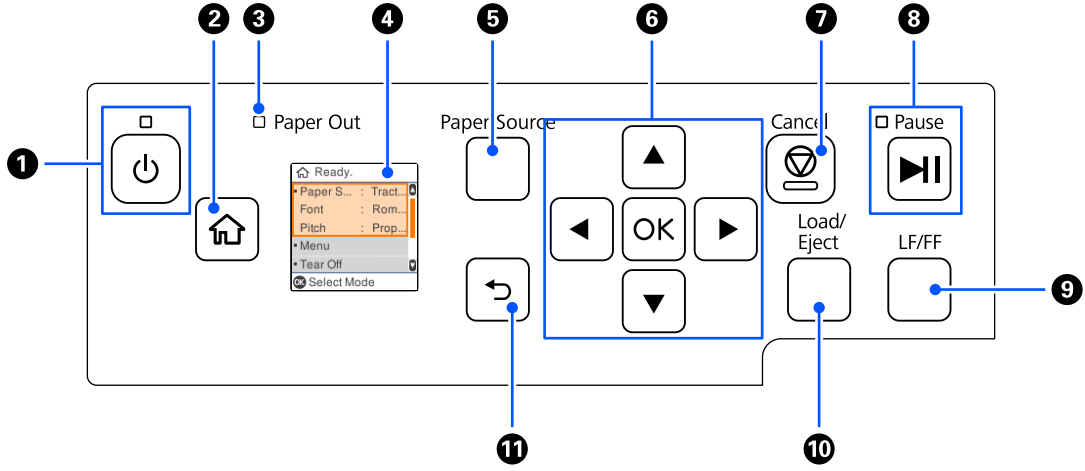 2 3 4 5 6 7 8
Paper Out
Paper Source
Cancel
Pause
1
Ready.
Paper S... : Tract...
Font : Rom...
Pitch : Prop...
Menu
Tear Off
OK Select Mode
OK
Load/
Eject
LF/FF
9
11
10